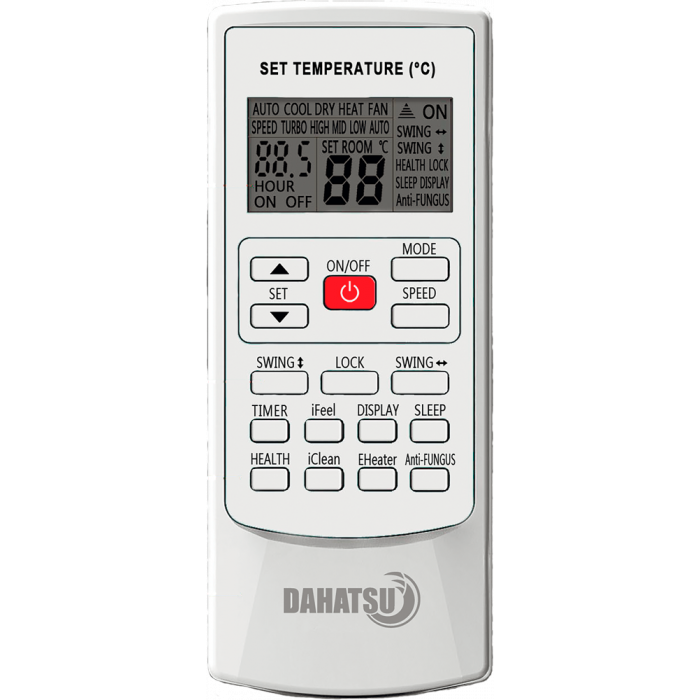 SET TEMPERATURE (°C)
AUTO COOL DRY HEAT FAN
SPEED TURBO HIGH MID LOW AUTO
88.5
HOUR
ON OFF
SET ROOM °C
88
ON
SWING ↔
SWING ↕
HEALTH LOCK
SLEEP DISPLAY
Anti-FUNGUS
▲
SET
▼
ON/OFF
MODE
SPEED
SWING ↕ LOCK SWING ↔
TIMER iFeel DISPLAY SLEEP
HEALTH iClean EHeater Anti-FUNGUS
DAHATSU